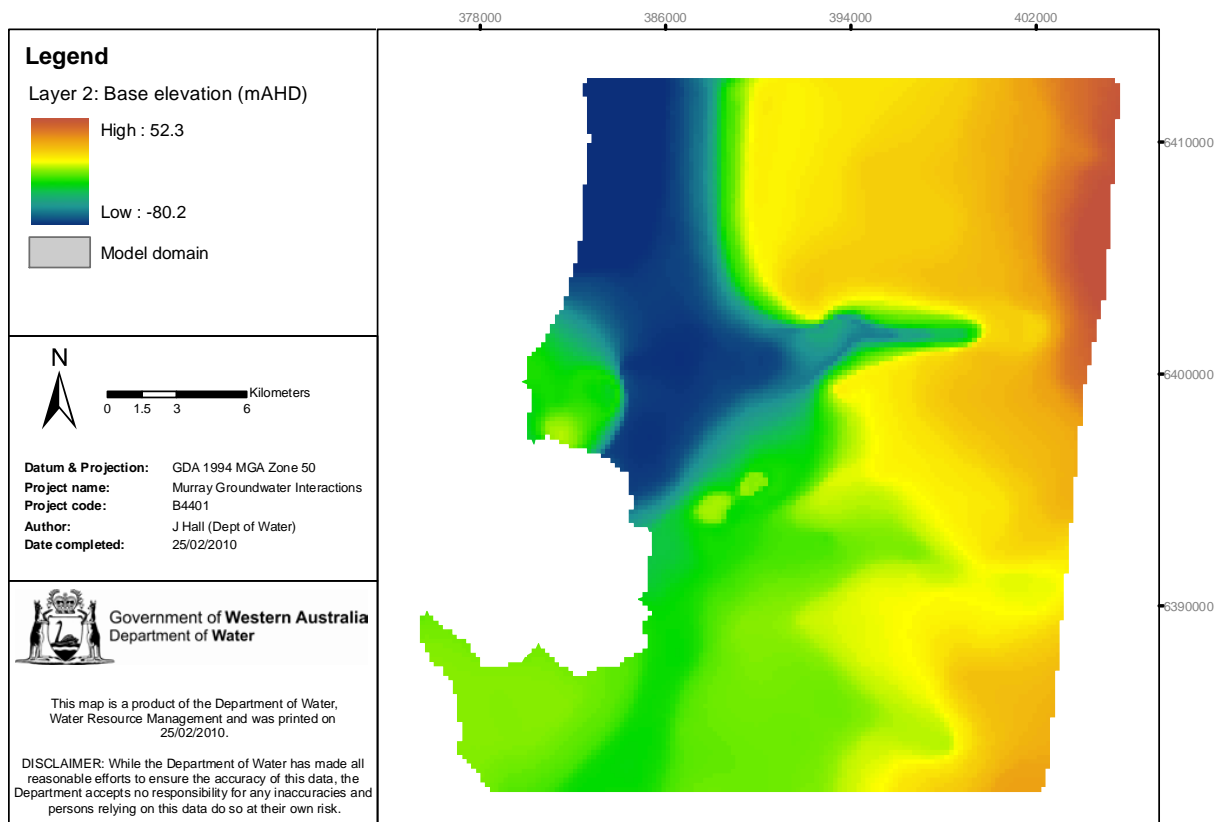 378000
386000
394000
402000
Legend
Layer 2: Base elevation (mAHD)
High : 52.3
Low : -80.2
Model domain
6410000
6400000
6390000
N
Kilometers
0 1.5 3 6
Datum & Projection: GDA 1994 MGA Zone 50
Project name: Murray Groundwater Interactions
Project code: B4401
Author: J Hall (Dept of Water)
Date completed: 25/02/2010
Government of Western Australia
Department of Water
This map is a product of the Department of Water,
Water Resource Management and was printed on
25/02/2010.
DISCLAIMER: While the Department of Water has made all
reasonable efforts to ensure the accuracy of this data, the
Department accepts no responsibility for any inaccuracies and
persons relying on this data do so at their own risk.